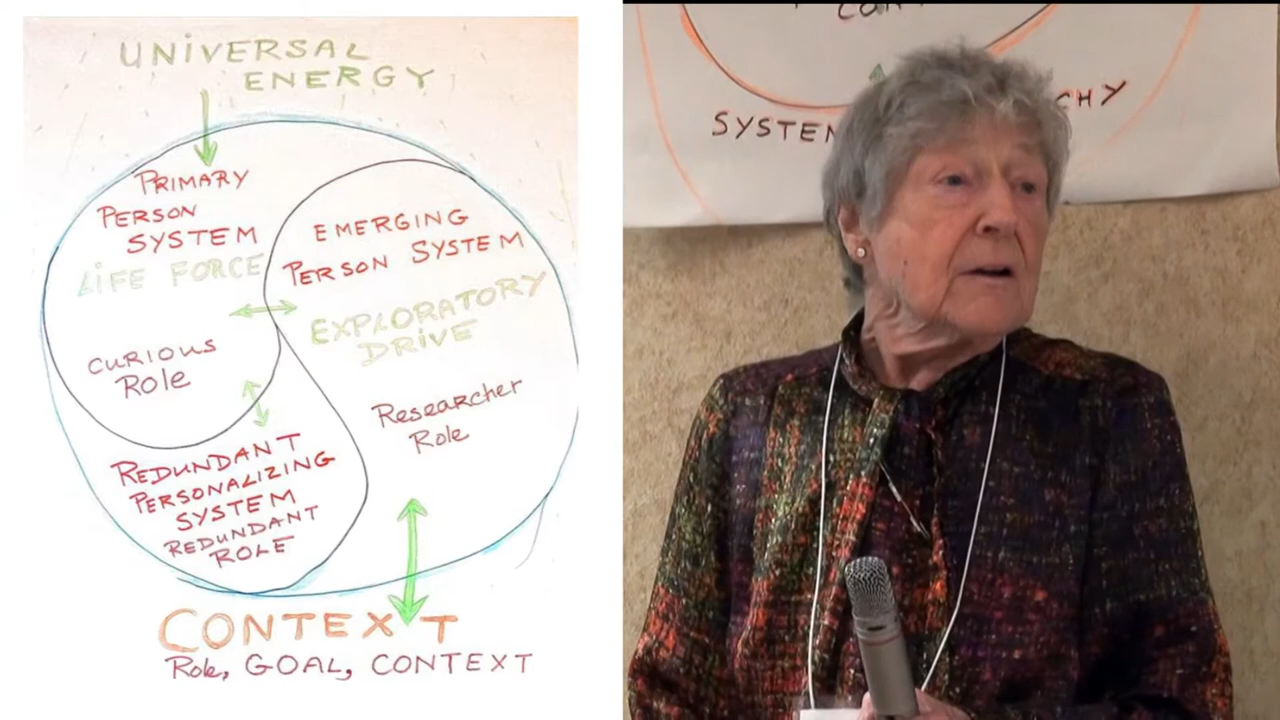 UNIVERSAL
ENERGY
PRIMARY
PERSON
SYSTEM
LIFE FORCE
CURIOUS
ROLE
EMERGING
PERSON SYSTEM
EXPLORATORY
DRIVE
Researcher
Role
REDUNDANT
PERSONALIZING
SYSTEM
REDUNDANT
ROLE
CONTEXT
Role, GOAL, CONTEXT
SYSTEM